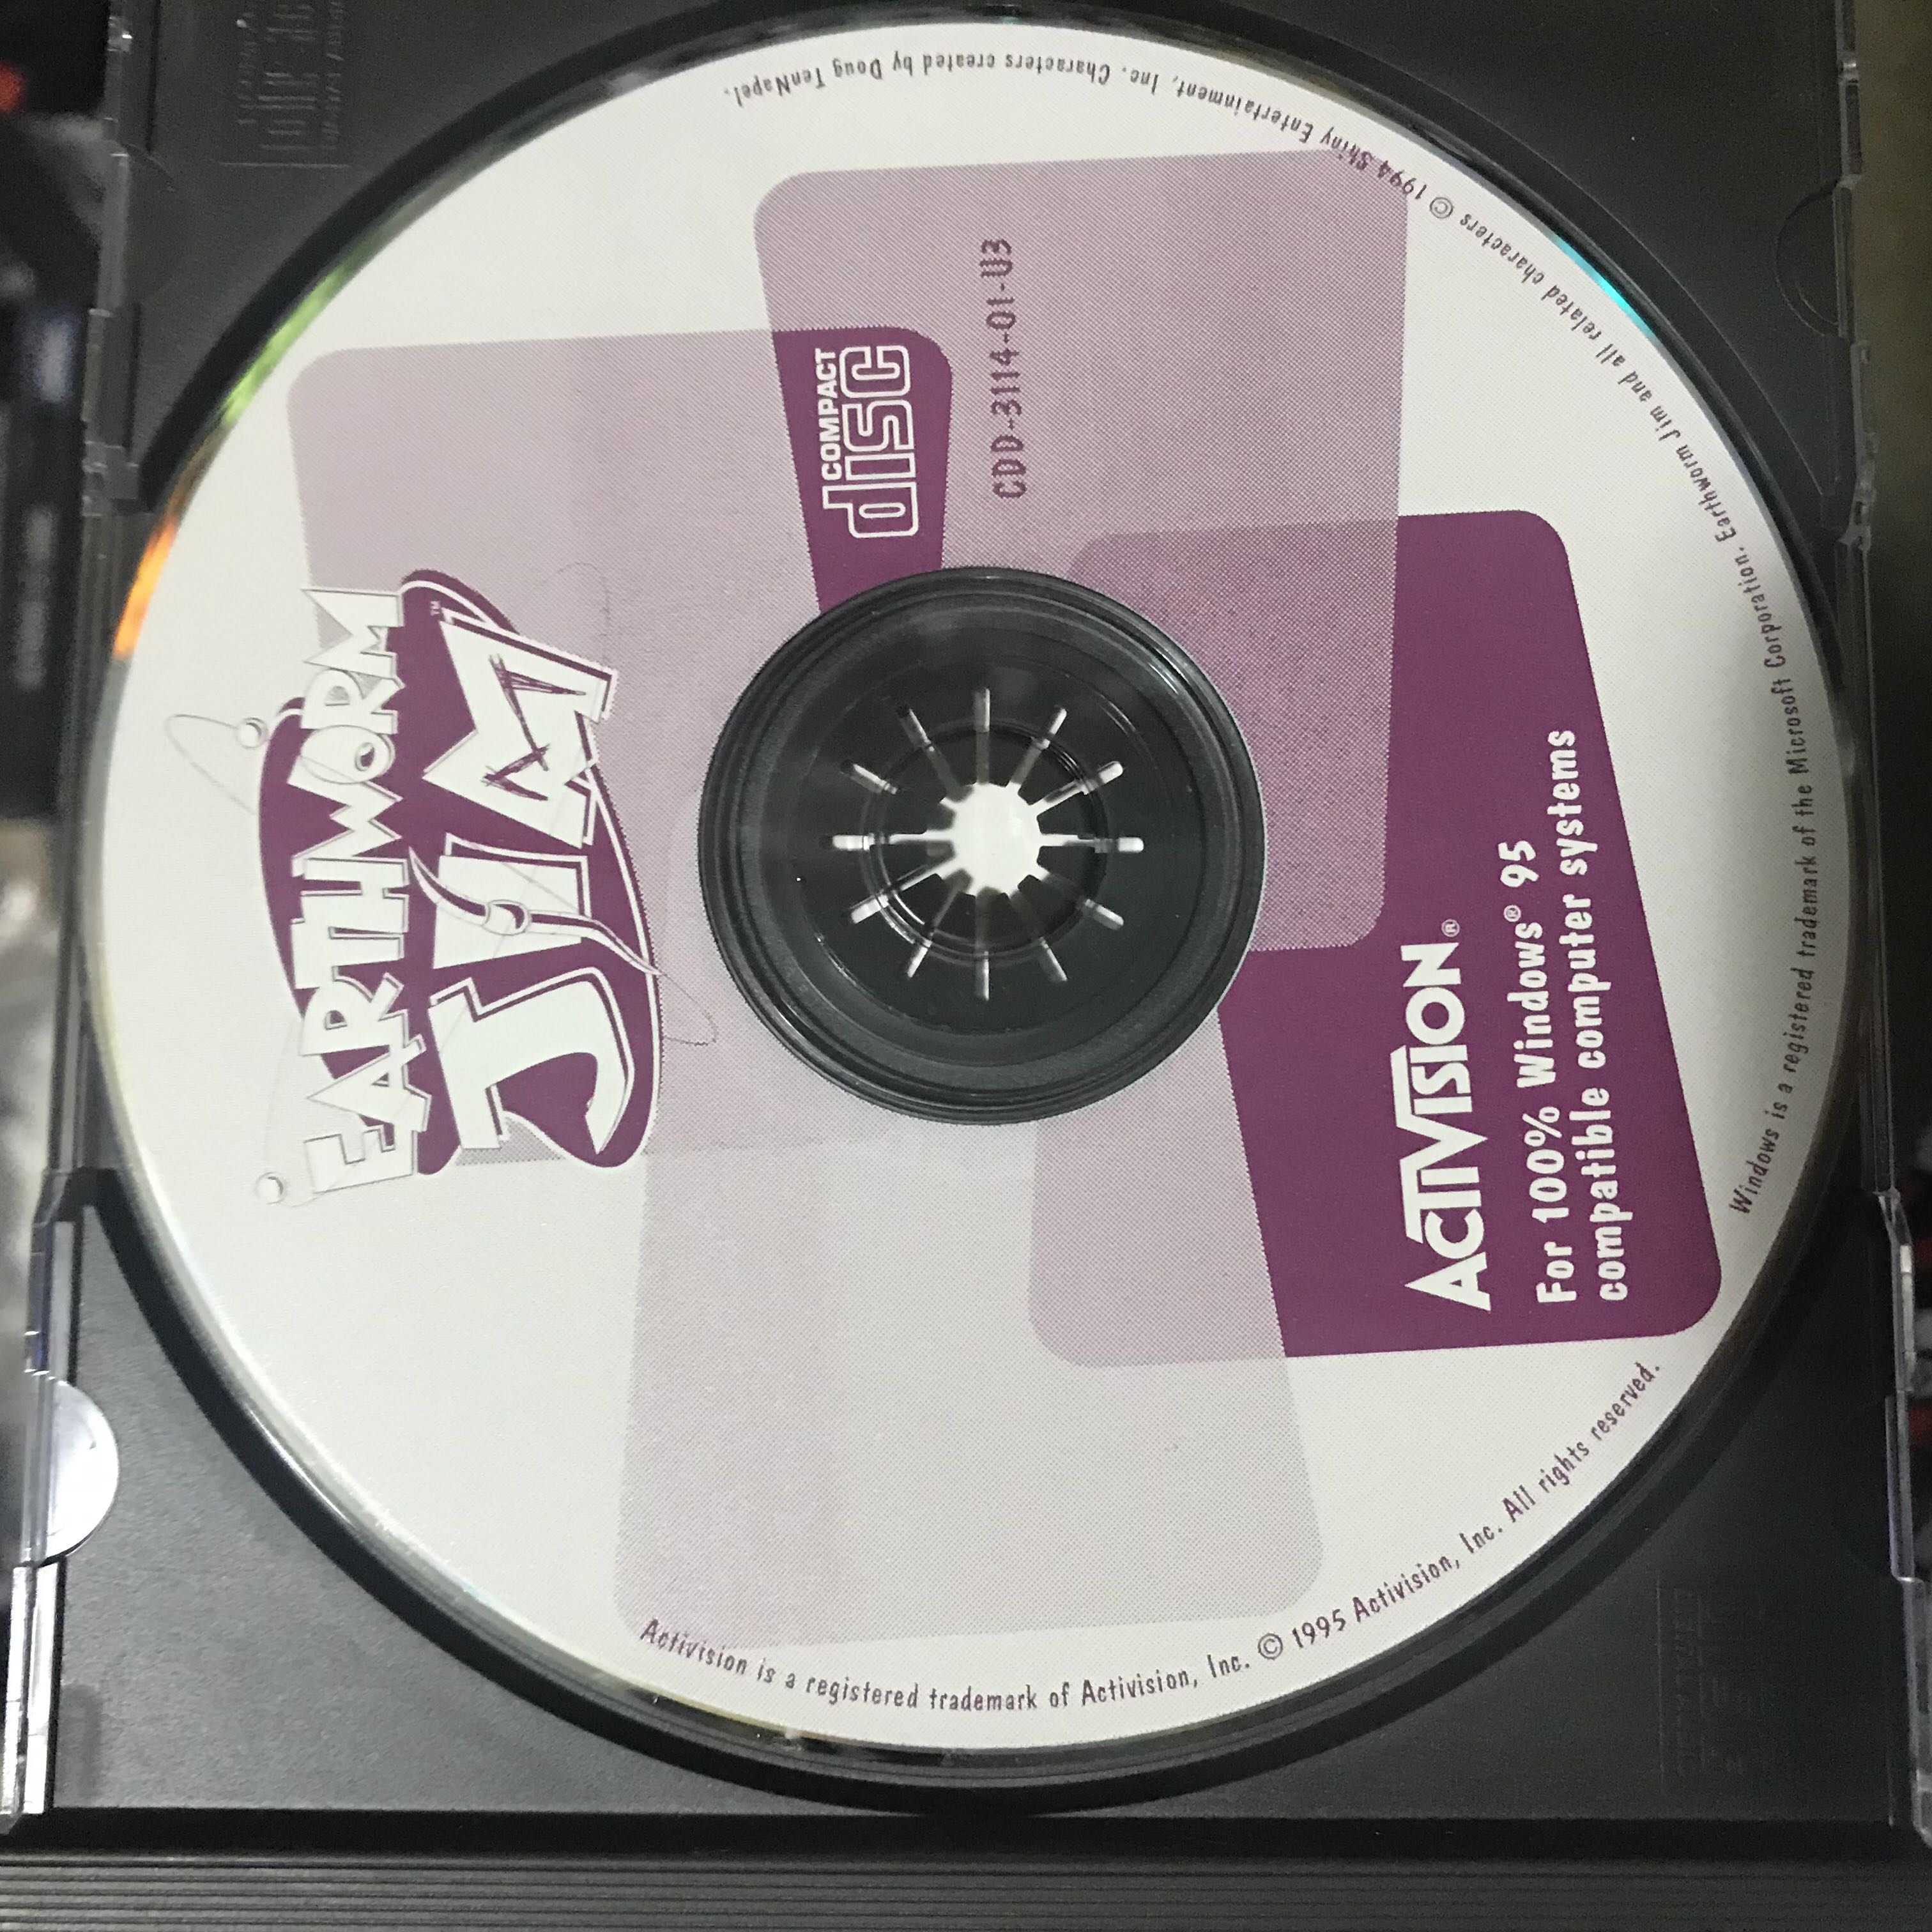 EARTHWORM
JIM™
COMPACT
disc
CDD-3114-01-U3
ACTIVISION®
For 100% Windows® 95
compatible computer systems
Activision is a registered trademark of Activision, Inc. © 1995 Activision, Inc. All rights reserved.
Windows is a registered trademark of the Microsoft Corporation. Earthworm Jim and all related characters © 1994 Shiny Entertainment, Inc. Characters created by Doug TenNapel.